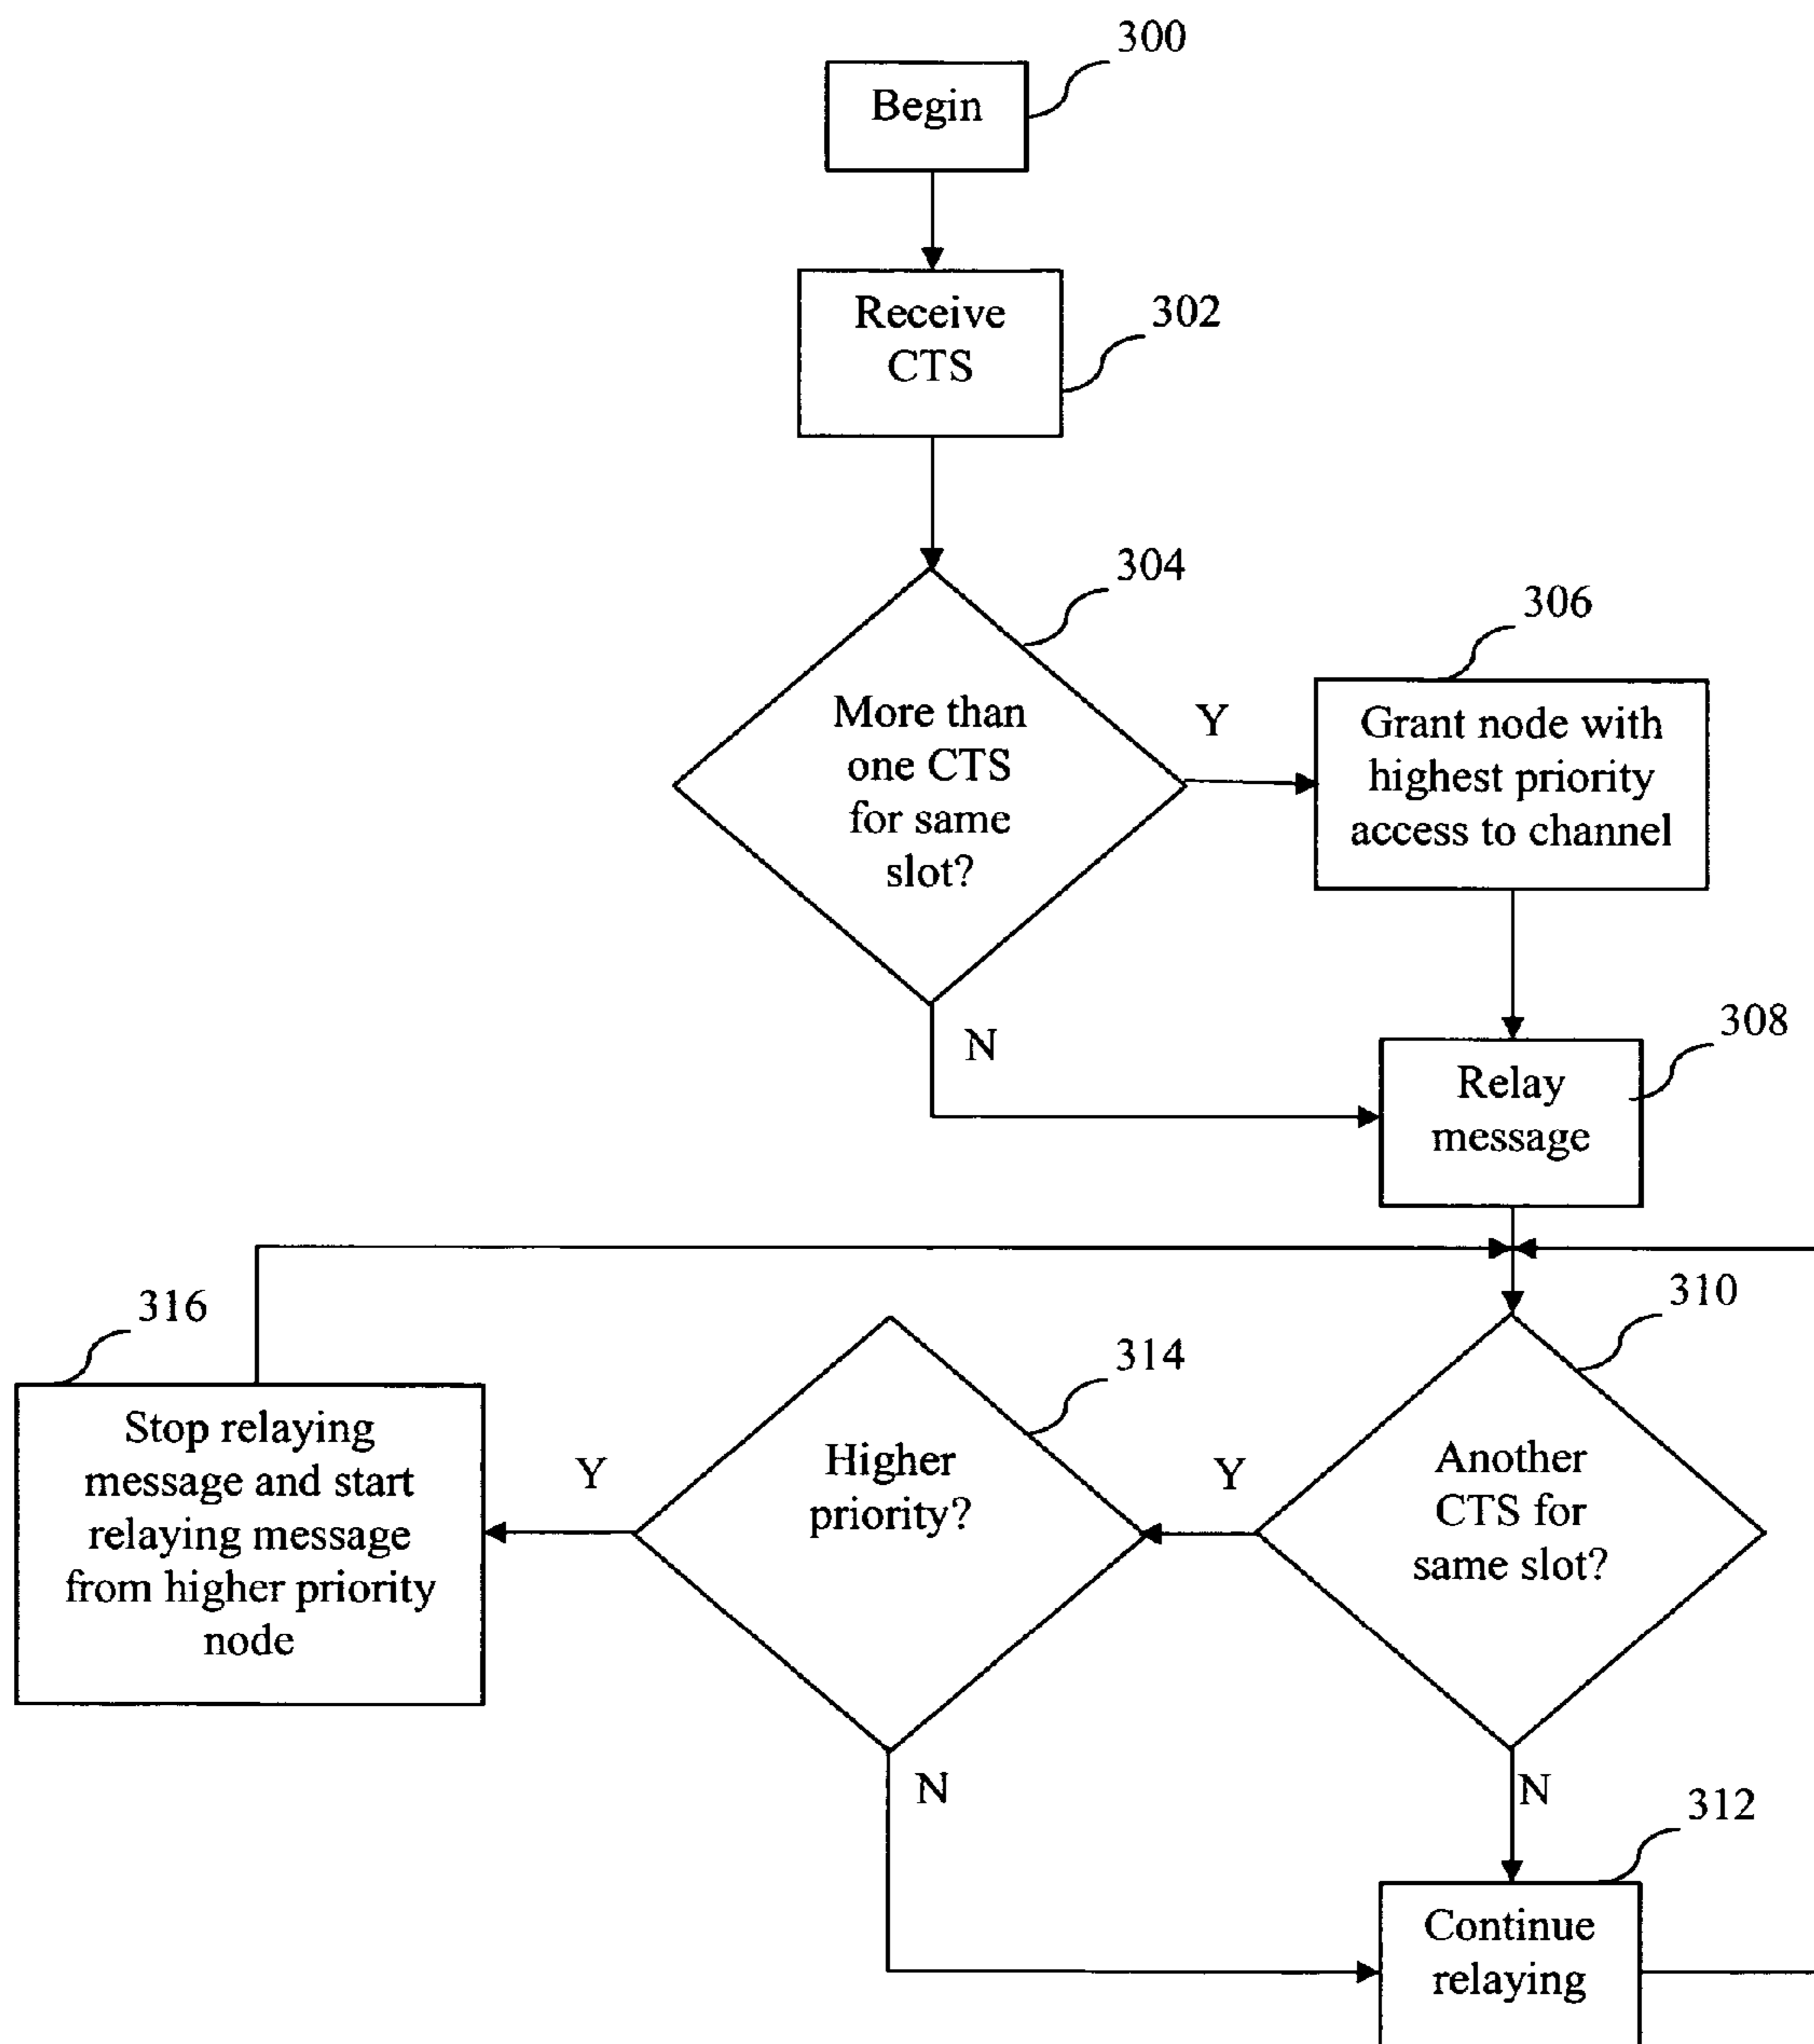 300
Begin
302
Receive
CTS
304
More than
one CTS
for same
slot?
Y
306
Grant node with
highest priority
access to channel
N
308
Relay
message
310
Another
CTS for
same slot?
Y
314
Higher
priority?
Y
316
Stop relaying
message and start
relaying message
from higher priority
node
N
N
312
Continue
relaying